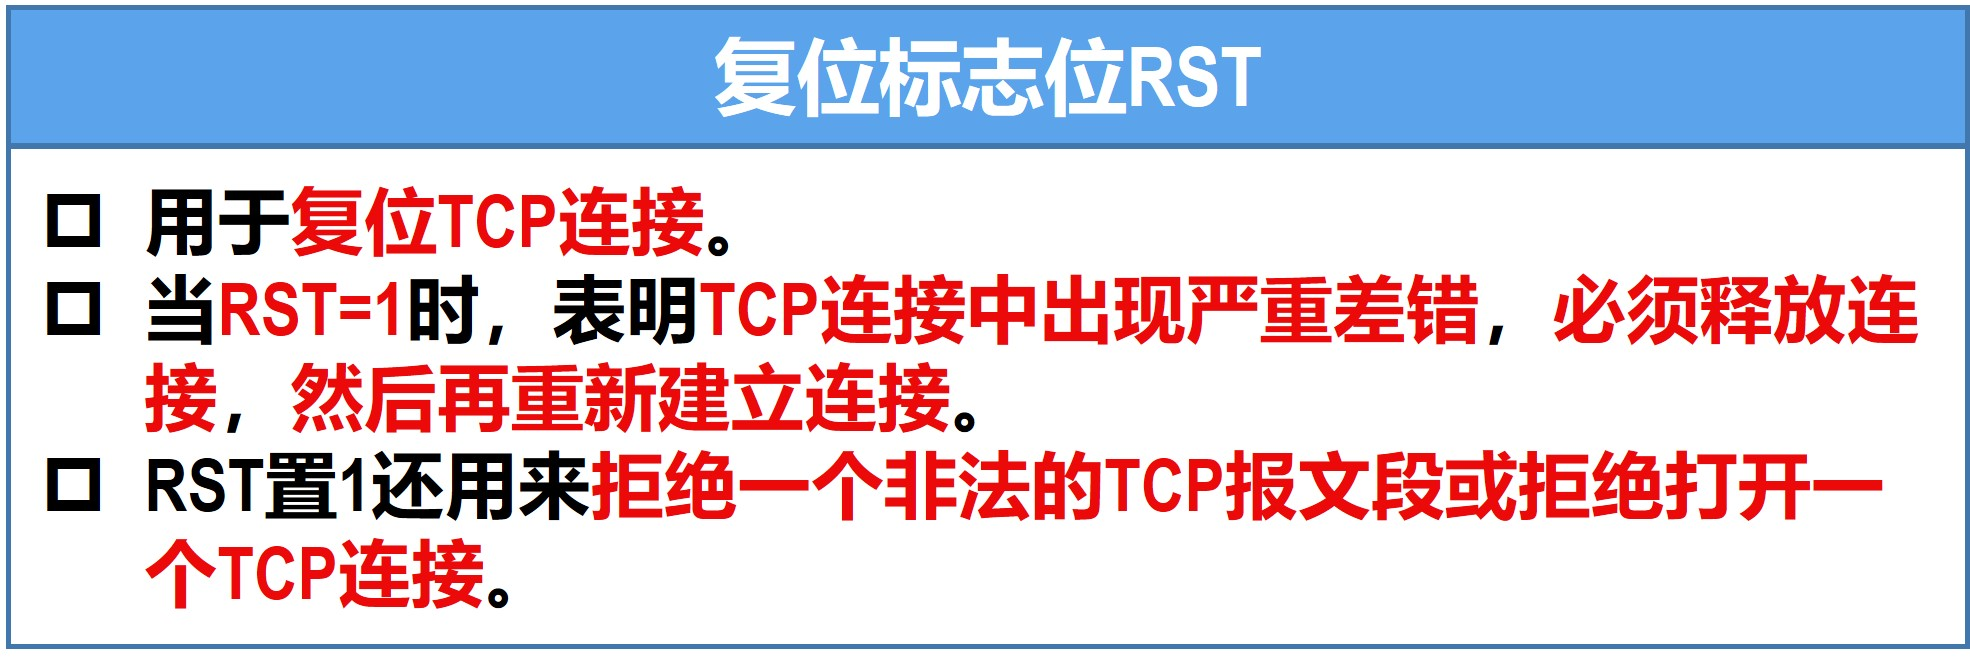 复位标志位RST
用于复位TCP连接。
当RST=1时，表明TCP连接中出现严重差错，必须释放连
接，然后再重新建立连接。
RST置1还用来拒绝一个非法的TCP报文段或拒绝打开一
个TCP连接。